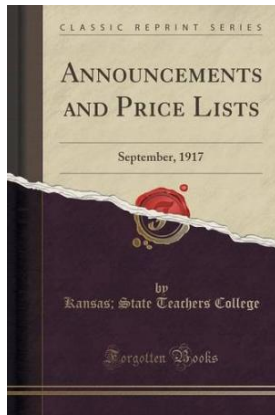 CLASSIC REPRINT SERIES
ANNOUNCEMENTS
AND PRICE LISTS
September, 1917
by
Kansas; State Teachers College
Forgotten Books